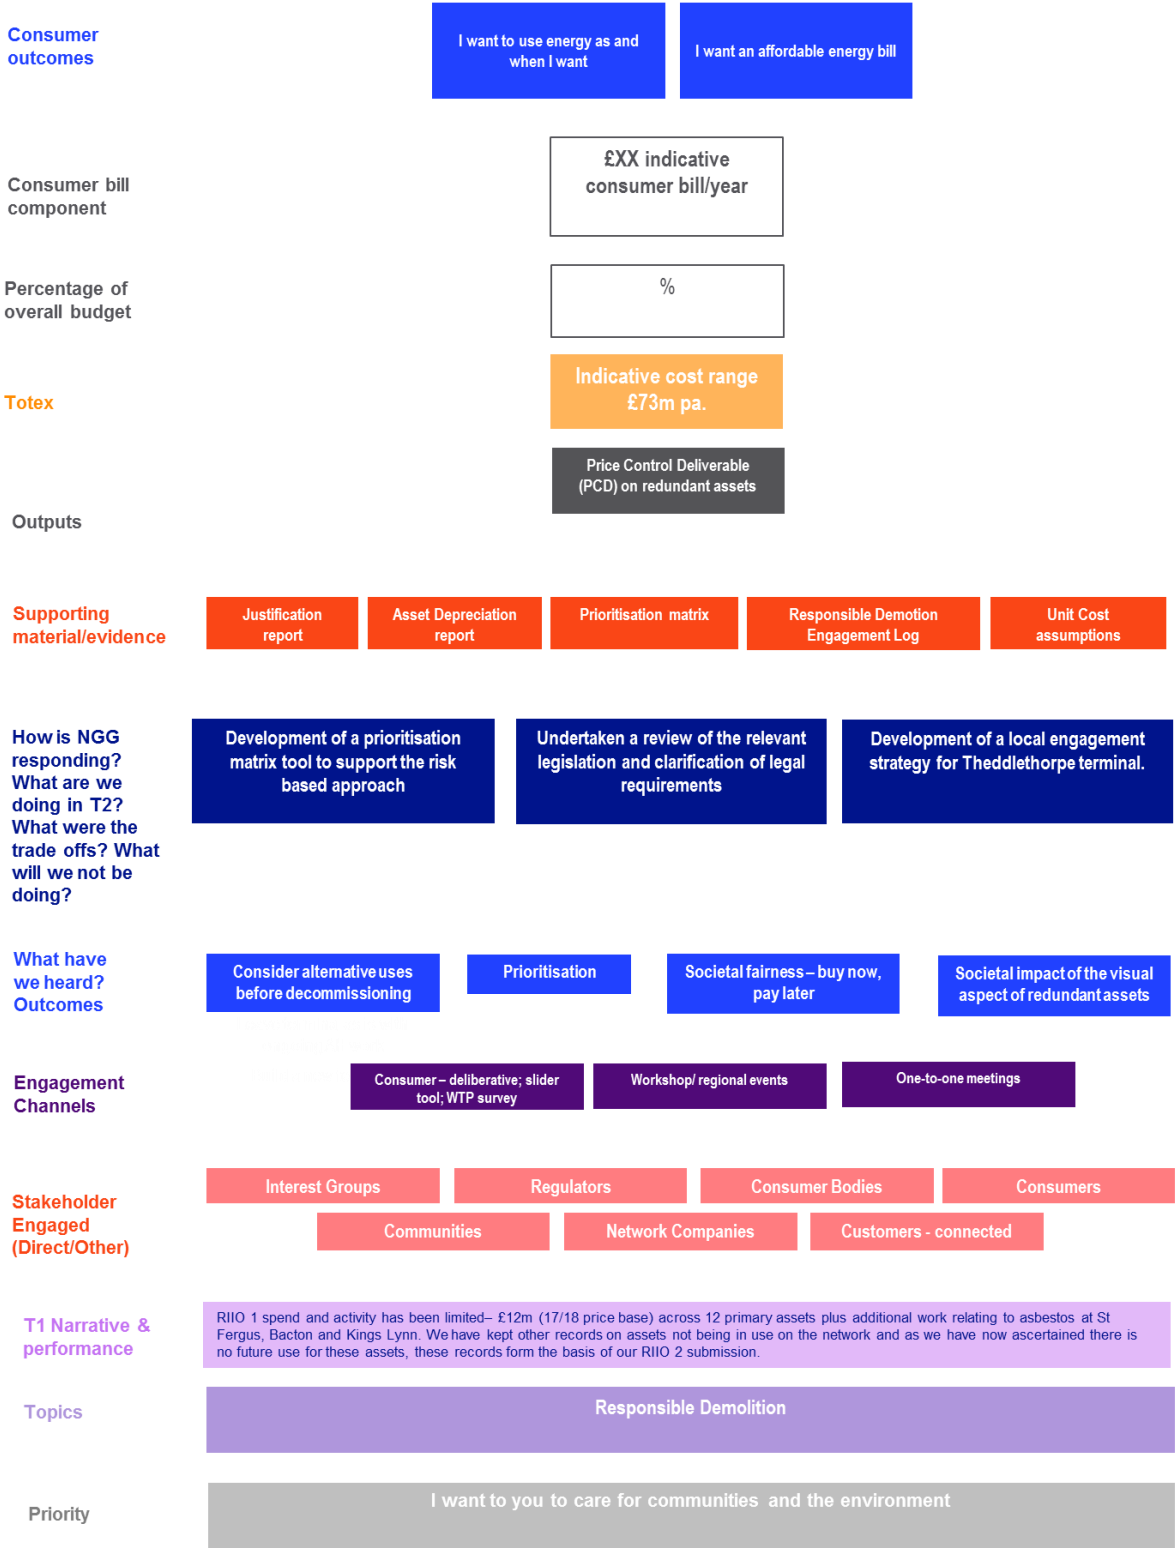 Consumer
outcomes
I want to use energy as and
when I want
I want an affordable energy bill
Consumer bill
component
£XX indicative
consumer bill/year
Percentage of
overall budget
%
Totex
Indicative cost range
£73m pa.
Outputs
Price Control Deliverable
(PCD) on redundant assets
Supporting
material/evidence
Justification
report
Asset Depreciation
report
Prioritisation matrix
Responsible Demotion
Engagement Log
Unit Cost
assumptions
How is NGG
responding?
What are we
doing in T2?
What were the
trade offs? What
will we not be
doing?
Development of a prioritisation
matrix tool to support the risk
based approach
Undertaken a review of the relevant
legislation and clarification of legal
requirements
Development of a local engagement
strategy for Theddlethorpe terminal.
What have
we heard?
Outcomes
Consider alternative uses
before decommissioning
Prioritisation
Societal fairness – buy now,
pay later
Societal impact of the visual
aspect of redundant assets
Engagement
Channels
Consumer – deliberative; slider
tool; WTP survey
Workshop/ regional events
One-to-one meetings
Stakeholder
Engaged
(Direct/Other)
Interest Groups
Regulators
Consumer Bodies
Consumers
Communities
Network Companies
Customers - connected
T1 Narrative &
performance
RIIO 1 spend and activity has been limited– £12m (17/18 price base) across 12 primary assets plus additional work relating to asbestos at St
Fergus, Bacton and Kings Lynn. We have kept other records on assets not being in use on the network and as we have now ascertained there is
no future use for these assets, these records form the basis of our RIIO 2 submission.
Topics
Responsible Demolition
Priority
I want to you to care for communities and the environment